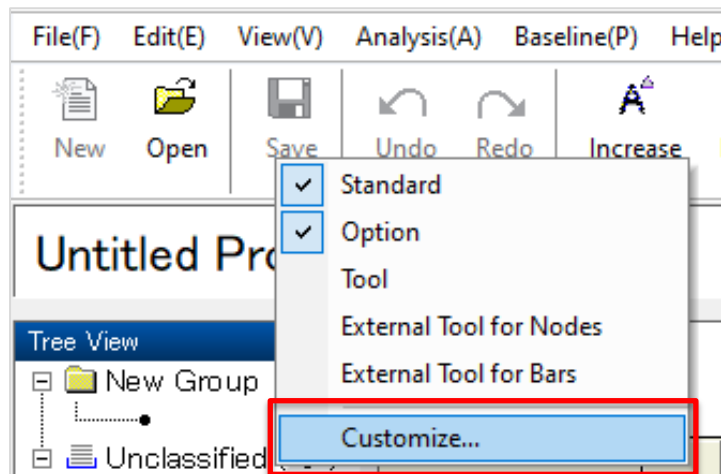 File(F) Edit(E) View(V) Analysis(A) Baseline(P) Help
New Open Save Undo Redo Increase
Standard
Option
Tool
External Tool for Nodes
External Tool for Bars
Customize...
Untitled
Tree View
New Group
Unclassified